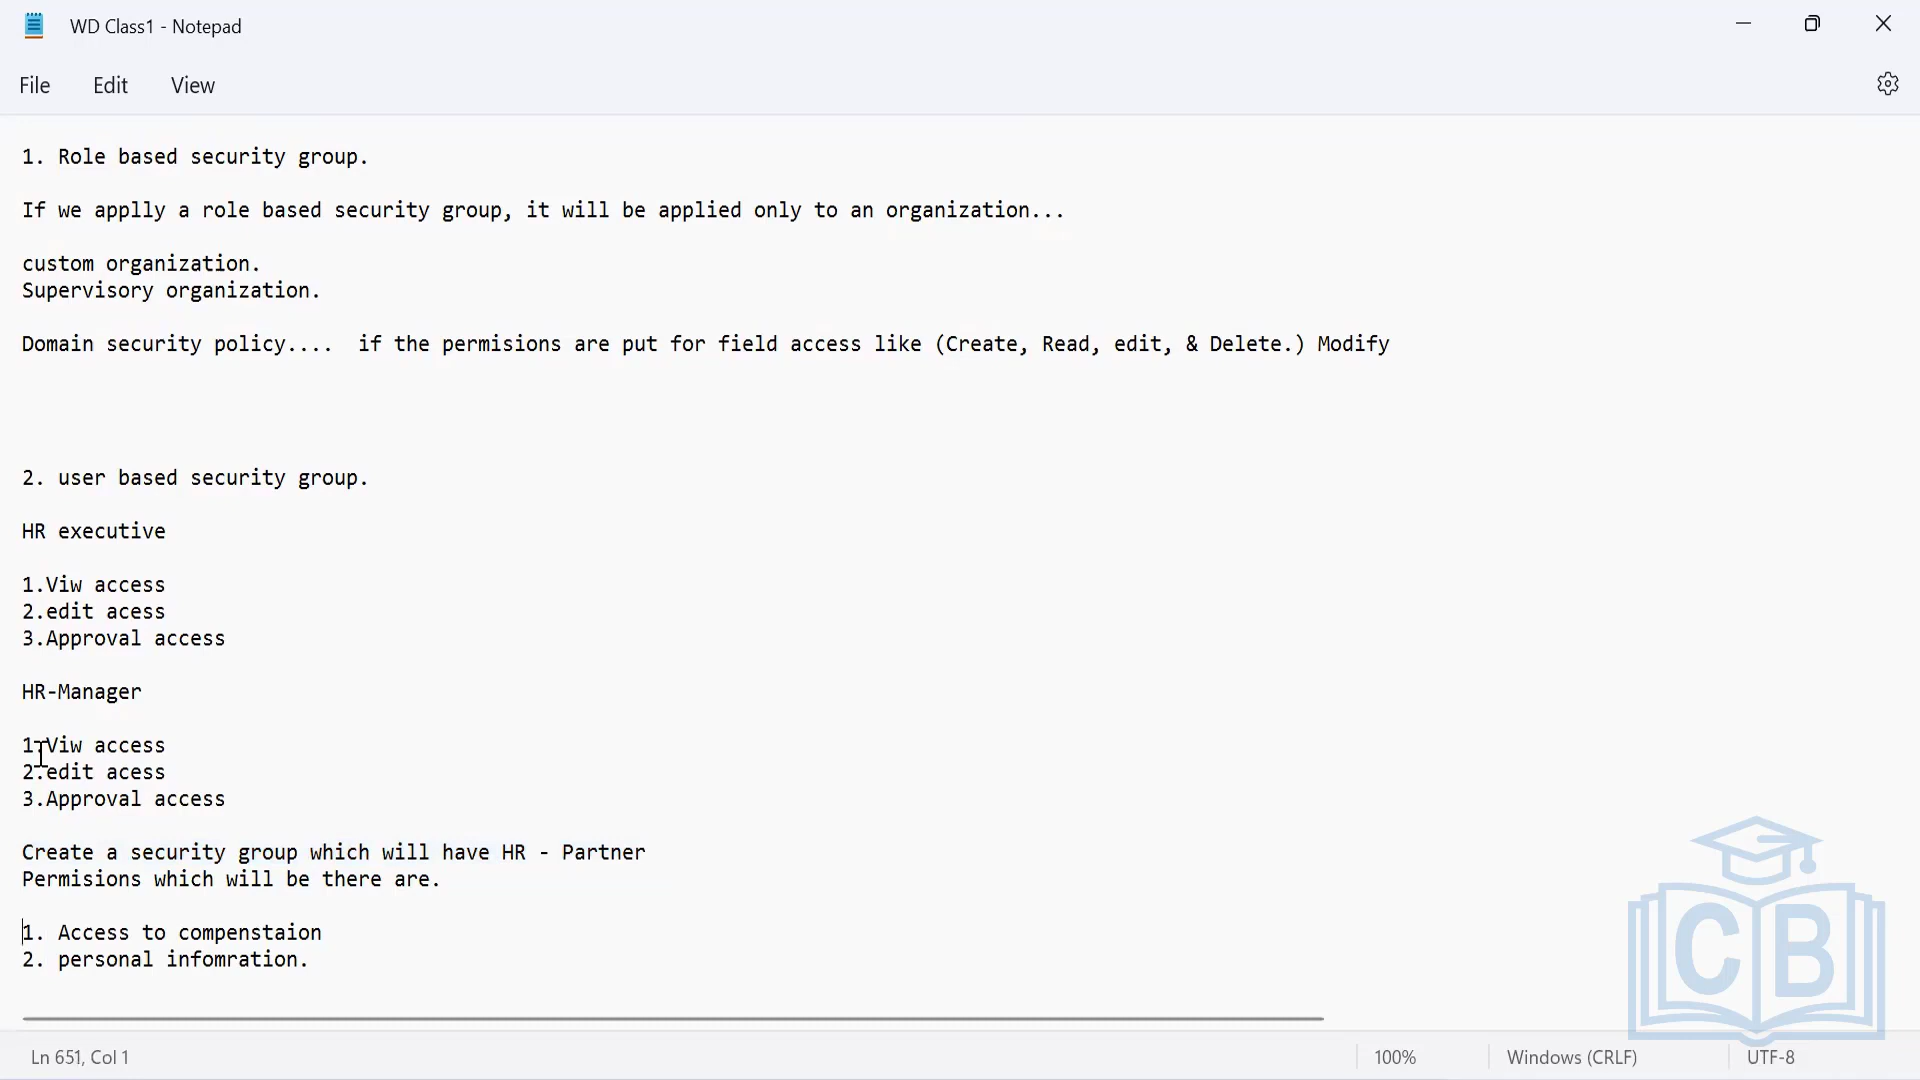 WD Class1 - Notepad
File Edit View
1. Role based security group.
If we applly a role based security group, it will be applied only to an organization...
custom organization.
Supervisory organization.
Domain security policy.... if the permisions are put for field access like (Create, Read, edit, & Delete.) Modify
2. user based security group.
HR executive
1.Viw access
2.edit acess
3.Approval access
HR-Manager
1.Viw access
2.edit acess
3.Approval access
Create a security group which will have HR - Partner
Permisions which will be there are.
1. Access to compenstaion
2. personal infomration.
CB
Ln 651, Col 1 100% Windows (CRLF) UTF-8